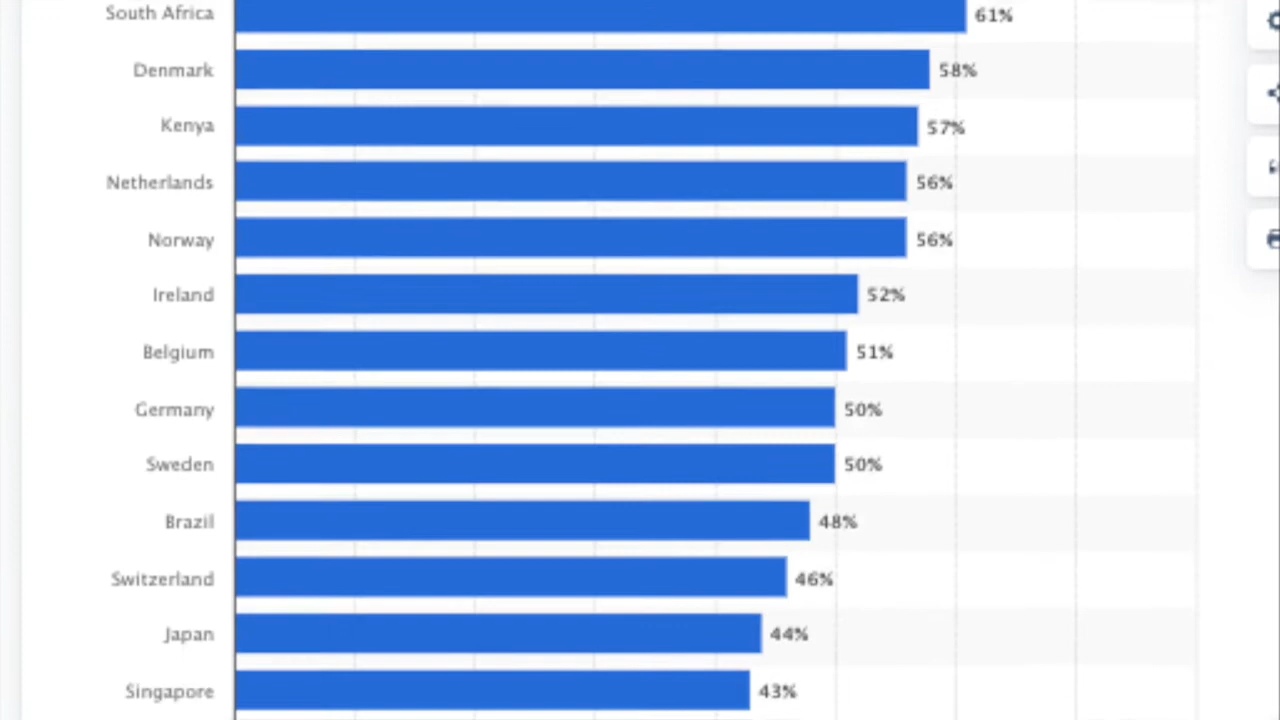 South Africa 61%
Denmark 58%
Kenya 57%
Netherlands 56%
Norway 56%
Ireland 52%
Belgium 51%
Germany 50%
Sweden 50%
Brazil 48%
Switzerland 46%
Japan 44%
Singapore 43%